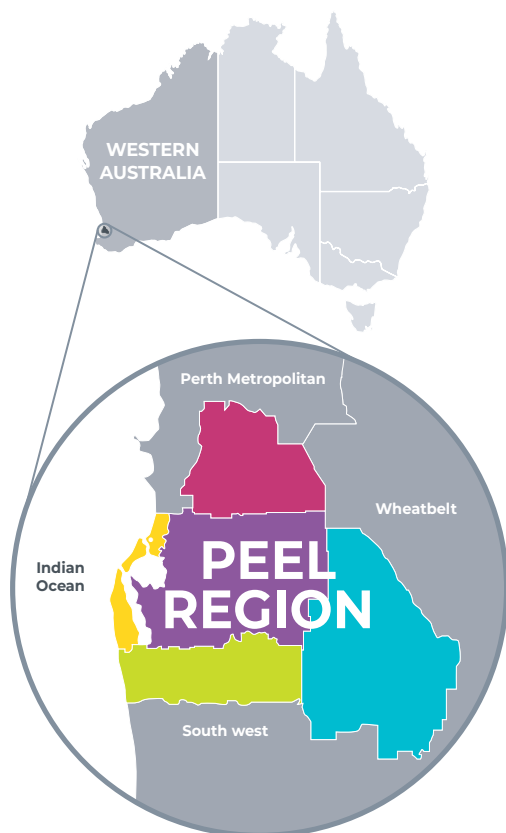 WESTERN
AUSTRALIA
Perth Metropolitan
Wheatbelt
PEEL
REGION
Indian
Ocean
South west